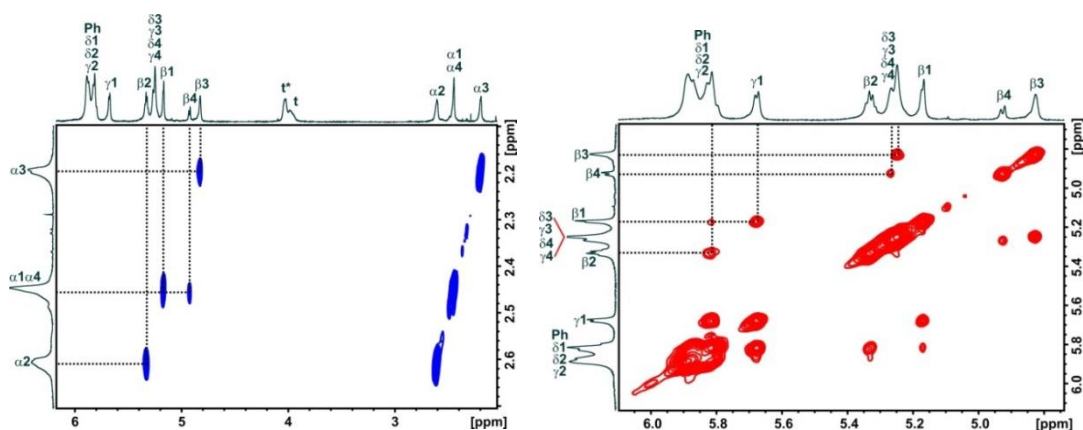 Ph
δ1
δ2
γ2
γ1
β2
δ3
γ3
δ4
γ4
β1
β4
β3
t*
t
α2
α1
α4
α3
[ppm]
α3
α1α4
α2
2.2
2.3
2.4
2.5
2.6
6
5
4
3
[ppm]
Ph
δ1
δ2
γ2
γ1
β2
δ3
γ3
δ4
γ4
β1
β4
β3
[ppm]
β3
β4
β1
δ3
γ3
δ4
γ4
β2
γ1
Ph
δ1
δ2
γ2
5.0
5.2
5.4
5.6
5.8
6.0
6.0
5.8
5.6
5.4
5.2
5.0
[ppm]